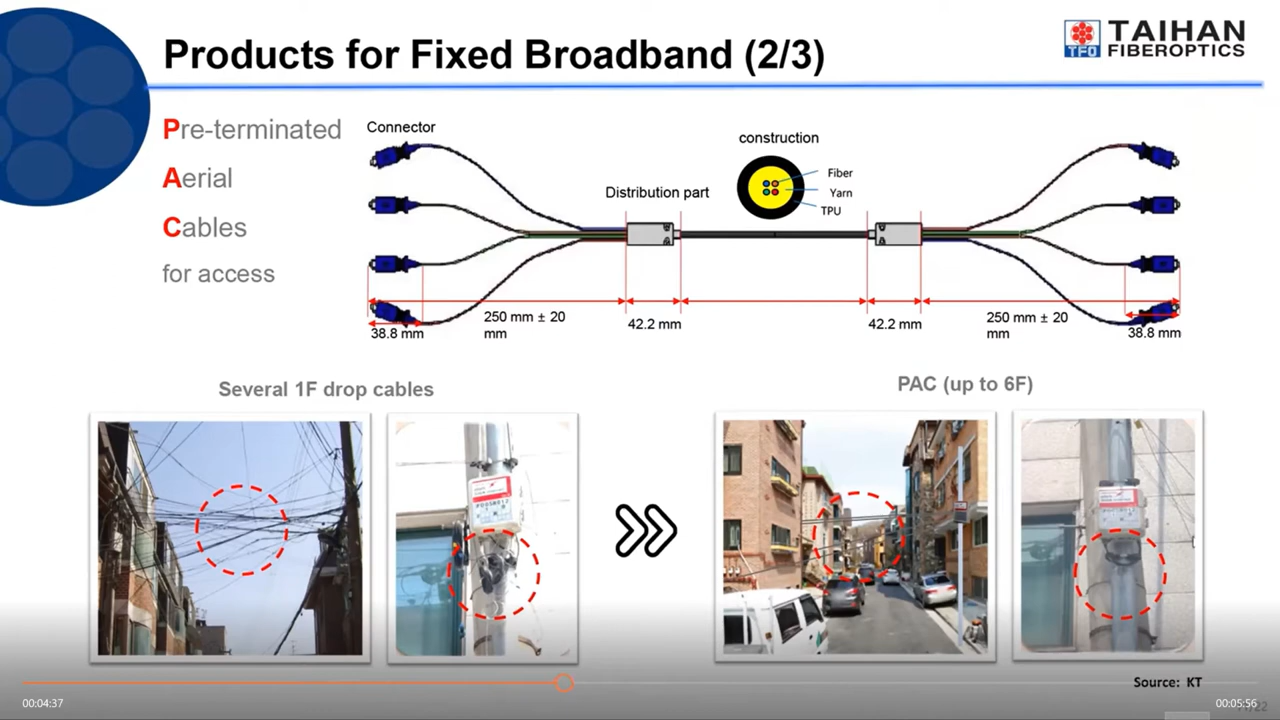 Products for Fixed Broadband (2/3)
TAIHAN
FIBEROPTICS
TFO
Pre-terminated
Aerial
Cables
for access
Connector
construction
Fiber
Yarn
TPU
Distribution part
250 mm ± 20
mm
42.2 mm
38.8 mm
42.2 mm
250 mm ± 20
mm
38.8 mm
Several 1F drop cables
PAC (up to 6F)
Source: KT
00:04:37
00:05:56